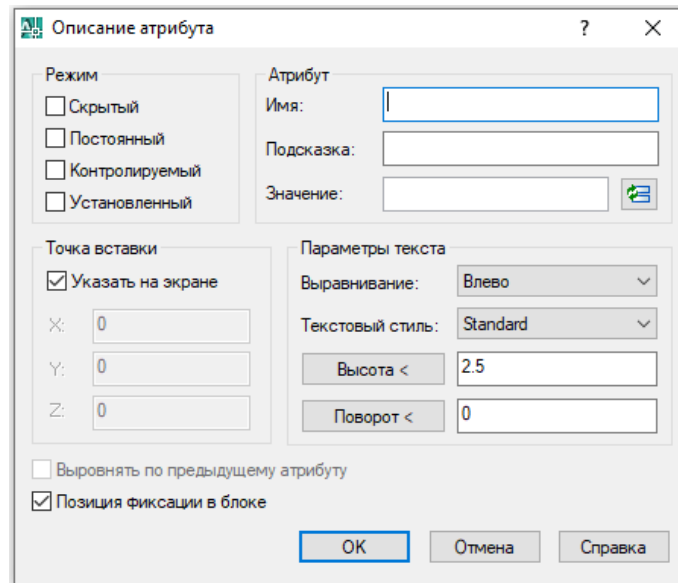 Описание атрибута
Режим
Скрытый
Постоянный
Контролируемый
Установленный
Атрибут
Имя:
Подсказка:
Значение:
Точка вставки
Указать на экране
X: 0
Y: 0
Z: 0
Параметры текста
Выравнивание: Влево
Текстовый стиль: Standard
Высота < 2.5
Поворот < 0
Выровнять по предыдущему атрибуту
Позиция фиксации в блоке
OK Отмена Справка